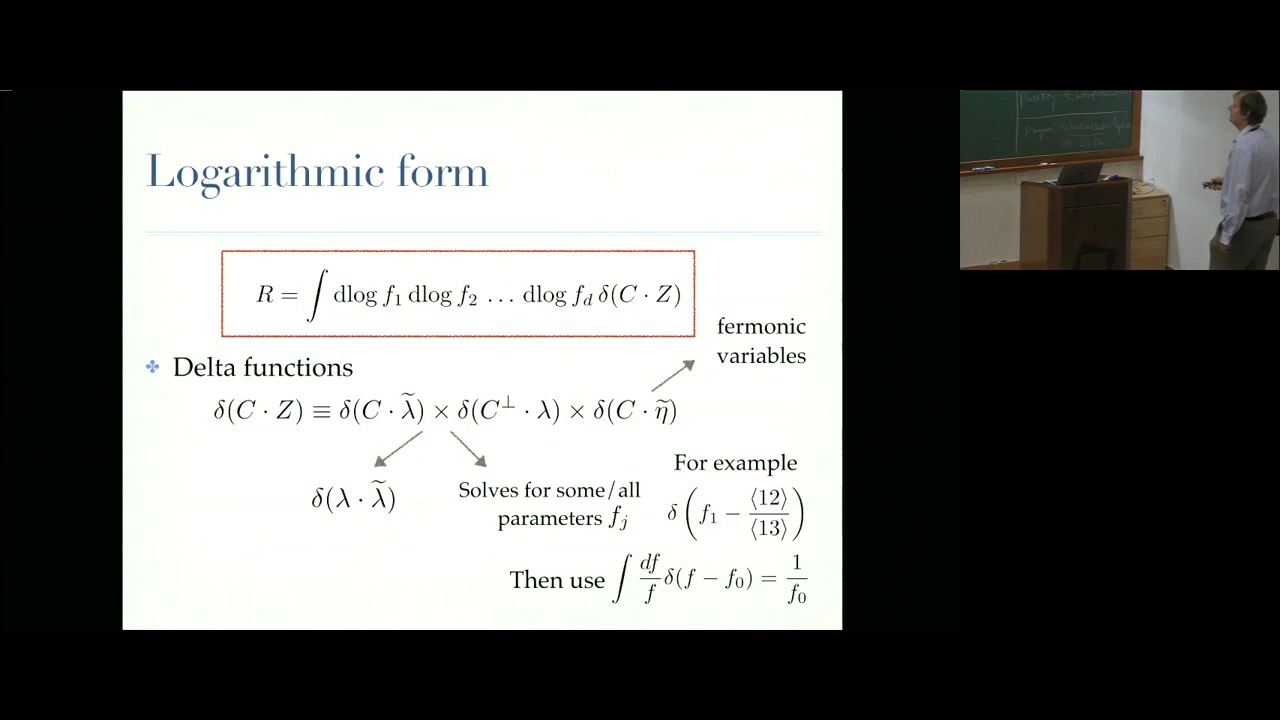 Logarithmic form
R = ∫ dlog f₁ dlog f₂ … dlog f_d δ(C · Z)
fermonic
variables
Delta functions
δ(C · Z) ≡ δ(C · λ̃) × δ(C^⊥ · λ) × δ(C · η̃)
For example
δ(λ · λ̃)
Solves for some/all
parameters f_j
δ(f₁ − ⟨12⟩/⟨13⟩)
Then use ∫ df/f δ(f − f₀) = 1/f₀